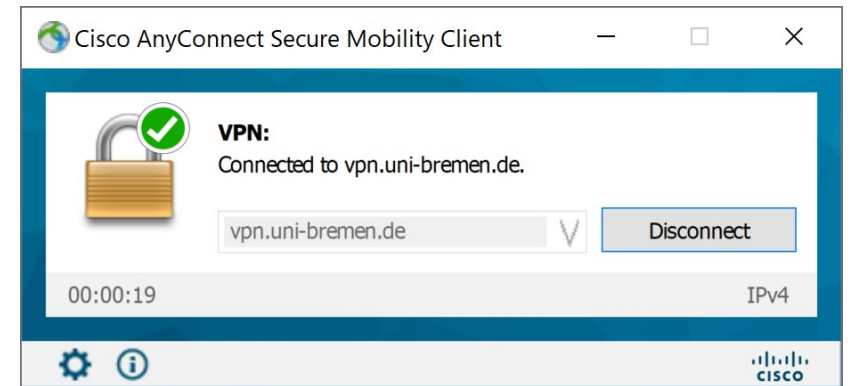 Cisco AnyConnect Secure Mobility Client
VPN:
Connected to vpn.uni-bremen.de.
vpn.uni-bremen.de
Disconnect
00:00:19
IPv4
CISCO